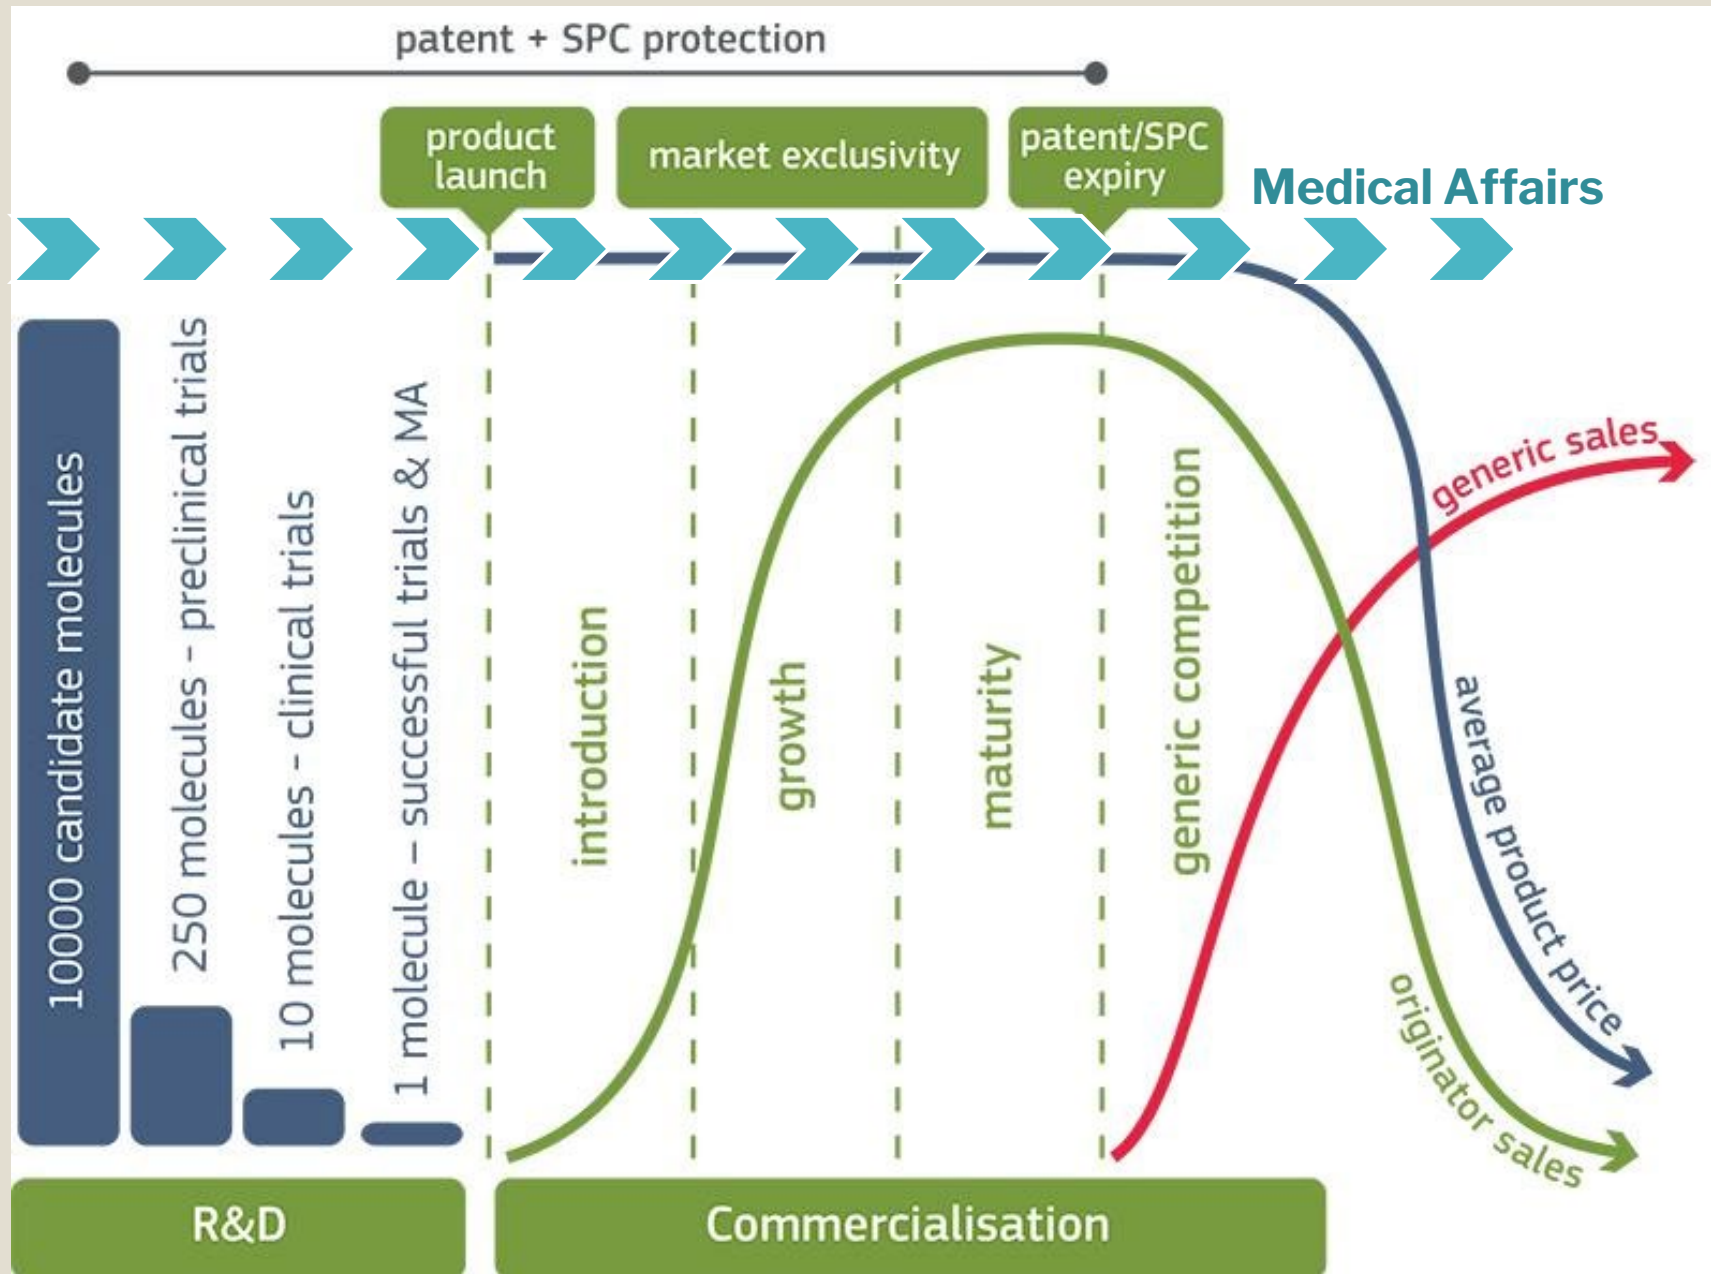 patent + SPC protection
product
launch
market exclusivity
patent/SPC
expiry
Medical Affairs
10000 candidate molecules
250 molecules – preclinical trials
10 molecules – clinical trials
1 molecule – successful trials & MA
introduction
growth
maturity
generic competition
generic sales
average product price
originator sales
R&D
Commercialisation